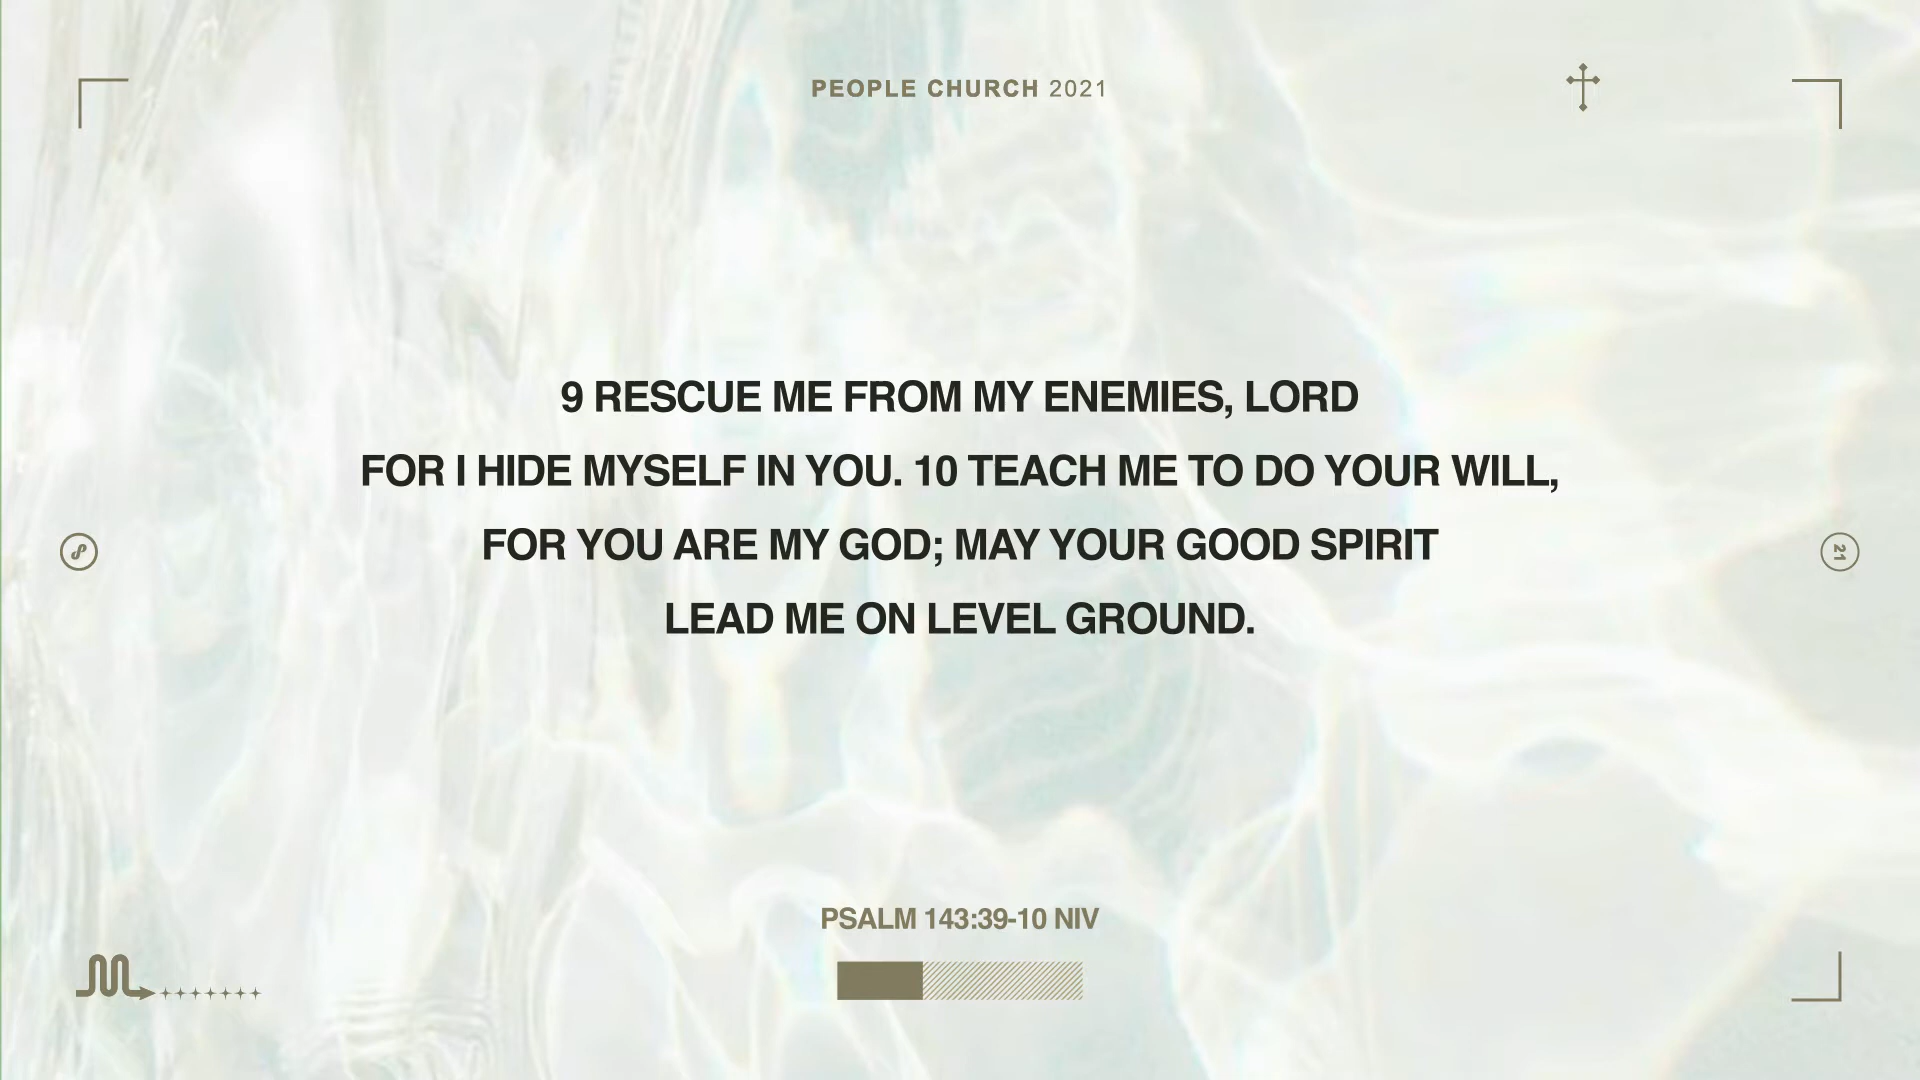 PEOPLE CHURCH 2021
9 RESCUE ME FROM MY ENEMIES, LORD
FOR I HIDE MYSELF IN YOU. 10 TEACH ME TO DO YOUR WILL,
FOR YOU ARE MY GOD; MAY YOUR GOOD SPIRIT
LEAD ME ON LEVEL GROUND.
21
PSALM 143:39-10 NIV